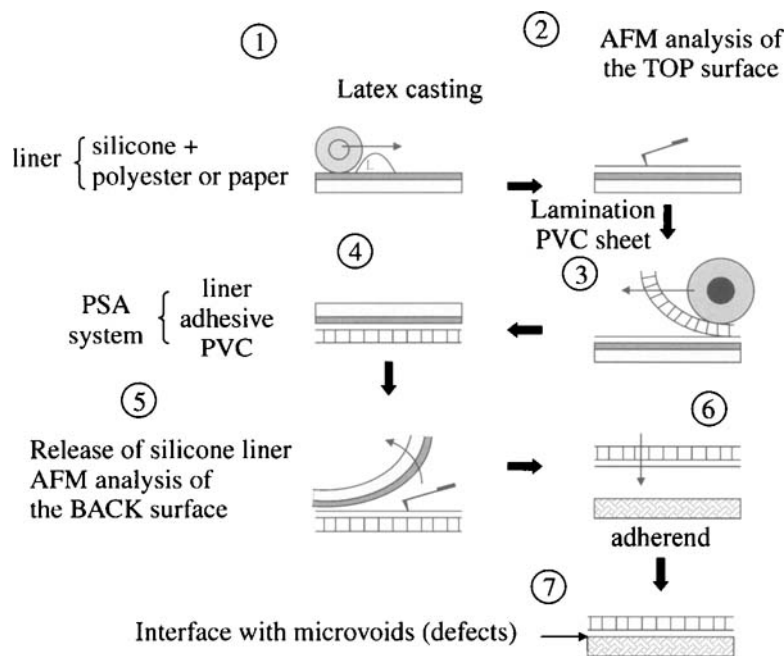 ①
②
AFM analysis of
the TOP surface
Latex casting
liner { silicone +
polyester or paper
L
Lamination
PVC sheet
③
④
PSA
system
{ liner
adhesive
PVC
⑤
Release of silicone liner
AFM analysis of
the BACK surface
⑥
adherend
⑦
Interface with microvoids (defects)